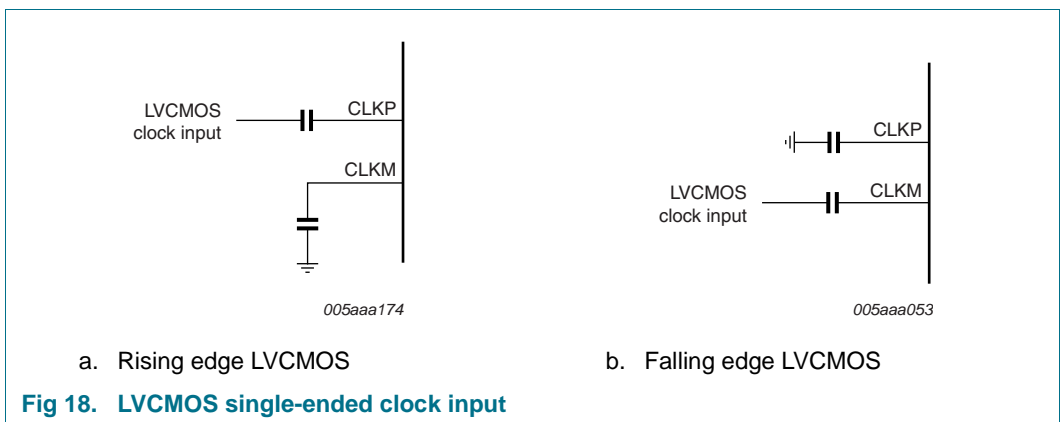 LVCMOS
clock input
CLKP
CLKM
005aaa174
a. Rising edge LVCMOS
CLKP
LVCMOS
clock input
CLKM
005aaa053
b. Falling edge LVCMOS
Fig 18. LVCMOS single-ended clock input